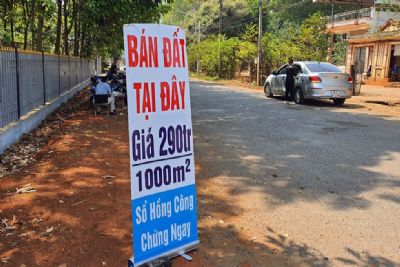 BÁN ĐẤT
TẠI ĐÂY
Giá 290tr
1000m²
Sổ Hồng Công
Chứng Ngay